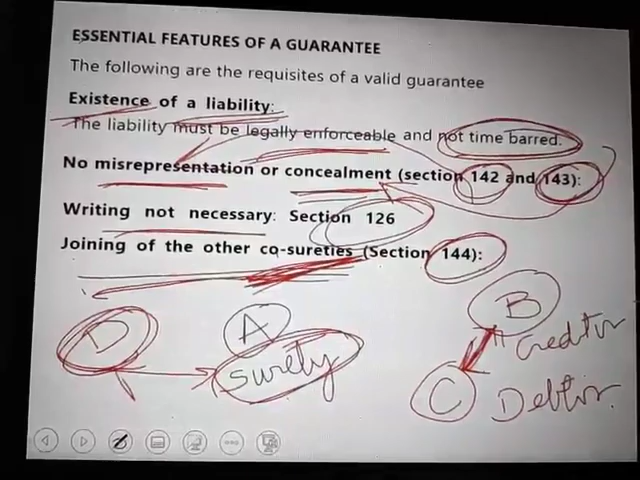 ESSENTIAL FEATURES OF A GUARANTEE
The following are the requisites of a valid guarantee
Existence of a liability:
The liability must be legally enforceable and not time barred.
No misrepresentation or concealment (section 142 and 143):
Writing not necessary: Section 126
Joining of the other co-sureties (Section 144):
D
A
surety
B
Creditor
C
Debtor